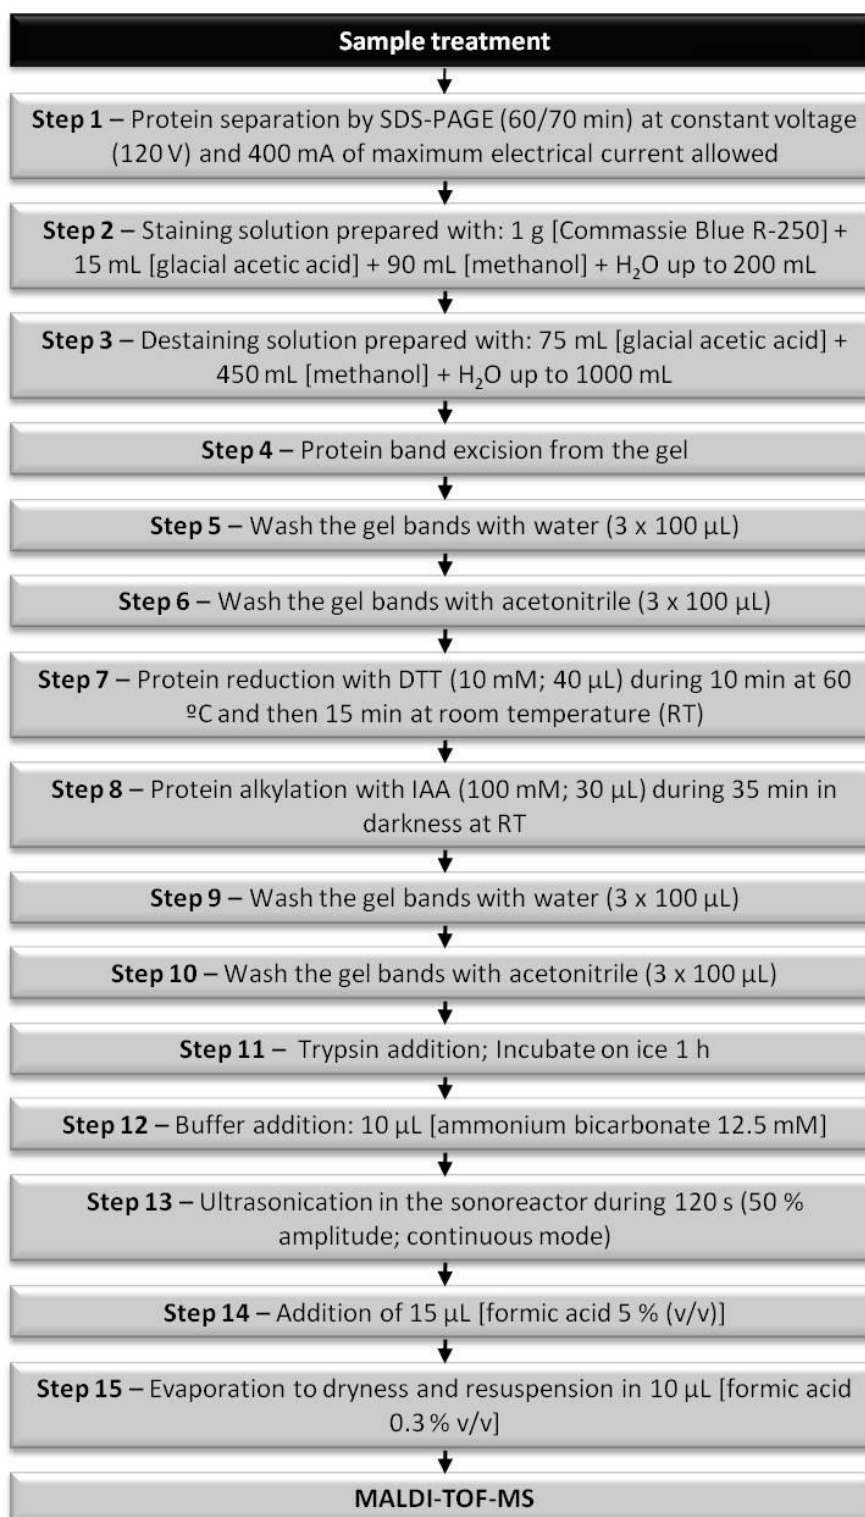 Sample treatment
Step 1 – Protein separation by SDS-PAGE (60/70 min) at constant voltage
(120 V) and 400 mA of maximum electrical current allowed
Step 2 – Staining solution prepared with: 1 g [Commassie Blue R-250] +
15 mL [glacial acetic acid] + 90 mL [methanol] + H₂O up to 200 mL
Step 3 – Destaining solution prepared with: 75 mL [glacial acetic acid] +
450 mL [methanol] + H₂O up to 1000 mL
Step 4 – Protein band excision from the gel
Step 5 – Wash the gel bands with water (3 x 100 µL)
Step 6 – Wash the gel bands with acetonitrile (3 x 100 µL)
Step 7 – Protein reduction with DTT (10 mM; 40 µL) during 10 min at 60
ºC and then 15 min at room temperature (RT)
Step 8 – Protein alkylation with IAA (100 mM; 30 µL) during 35 min in
darkness at RT
Step 9 – Wash the gel bands with water (3 x 100 µL)
Step 10 – Wash the gel bands with acetonitrile (3 x 100 µL)
Step 11 – Trypsin addition; Incubate on ice 1 h
Step 12 – Buffer addition: 10 µL [ammonium bicarbonate 12.5 mM]
Step 13 – Ultrasonication in the sonoreactor during 120 s (50 %
amplitude; continuous mode)
Step 14 – Addition of 15 µL [formic acid 5 % (v/v)]
Step 15 – Evaporation to dryness and resuspension in 10 µL [formic acid
0.3 % v/v]
MALDI-TOF-MS